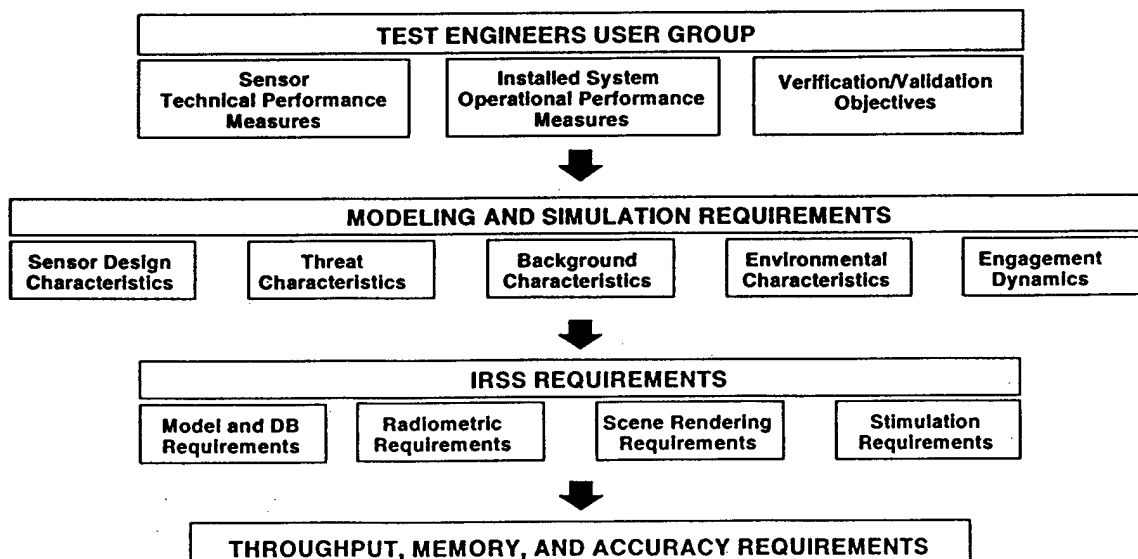 TEST ENGINEERS USER GROUP
Sensor
Technical Performance
Measures
Installed System
Operational Performance
Measures
Verification/Validation
Objectives
MODELING AND SIMULATION REQUIREMENTS
Sensor Design
Characteristics
Threat
Characteristics
Background
Characteristics
Environmental
Characteristics
Engagement
Dynamics
IRSS REQUIREMENTS
Model and DB
Requirements
Radiometric
Requirements
Scene Rendering
Requirements
Stimulation
Requirements
THROUGHPUT, MEMORY, AND ACCURACY REQUIREMENTS